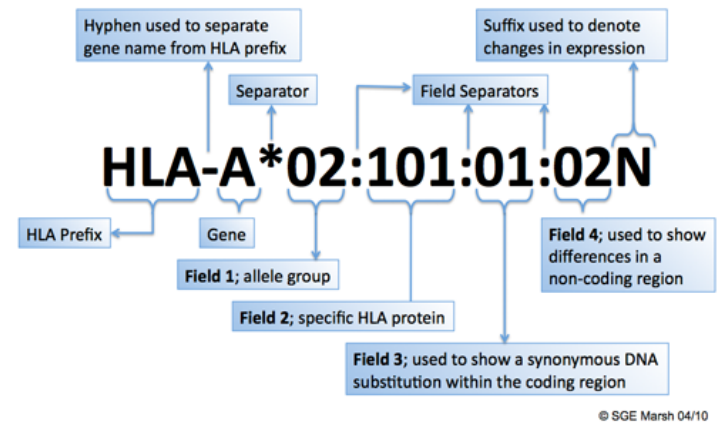 Hyphen used to separate
gene name from HLA prefix
Suffix used to denote
changes in expression
Separator
Field Separators
HLA-A*02:101:01:02N
HLA Prefix
Gene
Field 1; allele group
Field 2; specific HLA protein
Field 3; used to show a synonymous DNA
substitution within the coding region
Field 4; used to show
differences in a
non-coding region
© SGE Marsh 04/10